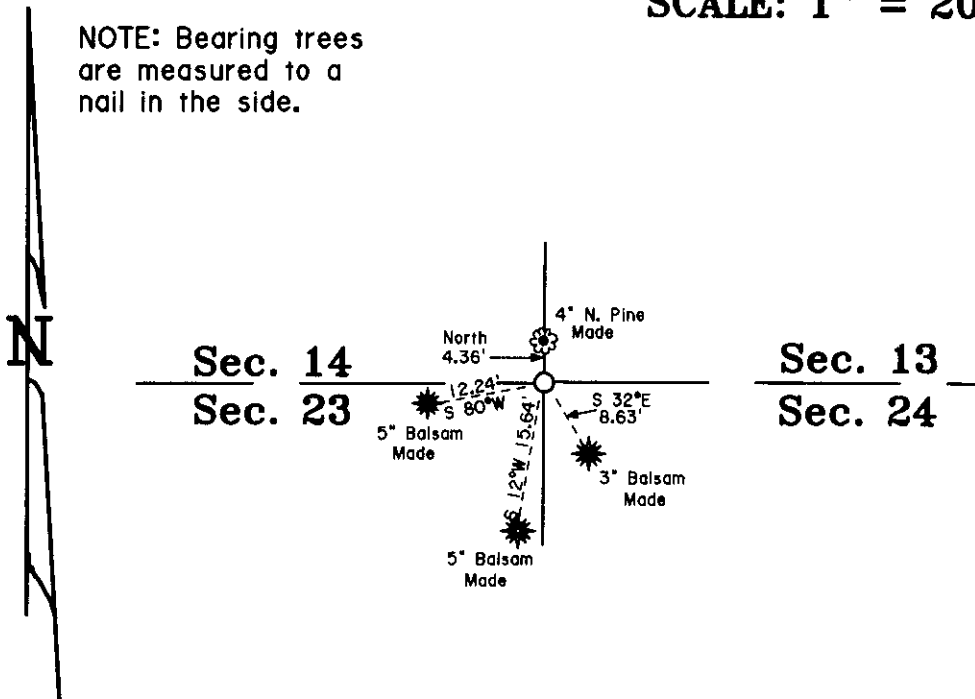 SCALE: 1" = 20
NOTE: Bearing trees
are measured to a
nail in the side.
4" N. Pine
Made
North
4.36'
N
Sec. 14
Sec. 13
12.24'
S 80°W
Sec. 23
S 32°E
8.63'
Sec. 24
5" Balsam
Made
S 12°W 15.64'
3" Balsam
Made
5" Balsam
Made